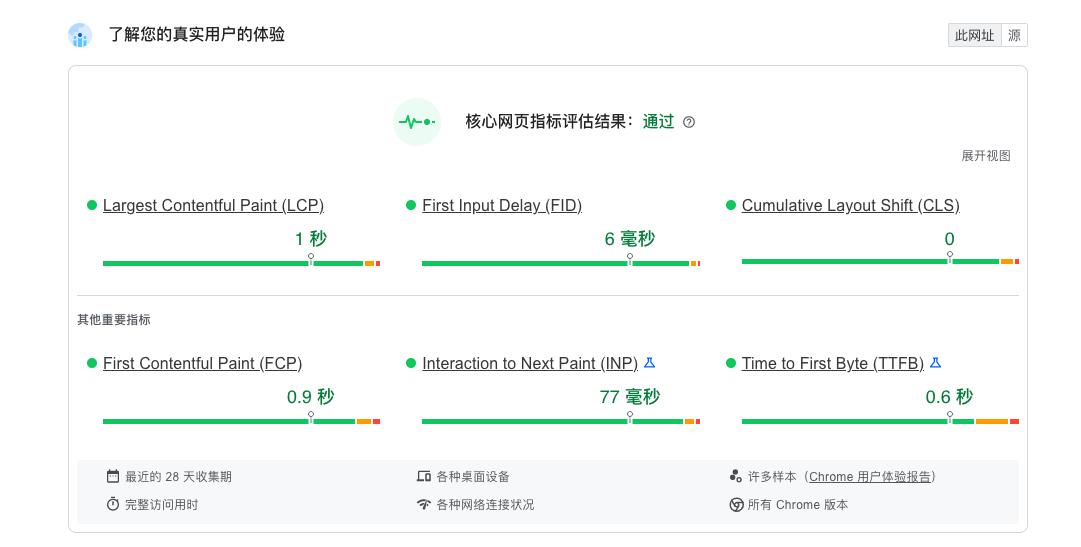 了解您的真实用户的体验
此网址 源
核心网页指标评估结果：通过
展开视图
Largest Contentful Paint (LCP)
1 秒
First Input Delay (FID)
6 毫秒
Cumulative Layout Shift (CLS)
0
其他重要指标
First Contentful Paint (FCP)
0.9 秒
Interaction to Next Paint (INP)
77 毫秒
Time to First Byte (TTFB)
0.6 秒
最近的 28 天收集期
各种桌面设备
许多样本（Chrome 用户体验报告）
完整访问用时
各种网络连接状况
所有 Chrome 版本